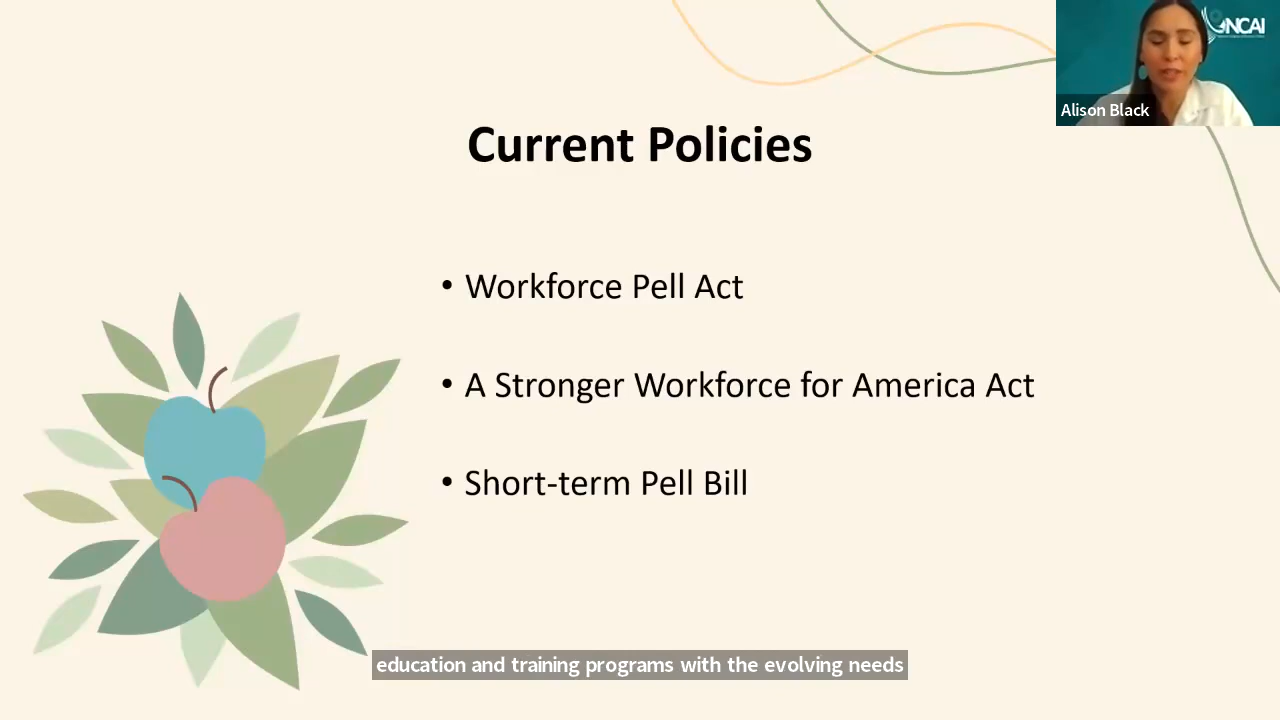 NCAI
Alison Black
Current Policies
• Workforce Pell Act
• A Stronger Workforce for America Act
• Short-term Pell Bill
education and training programs with the evolving needs